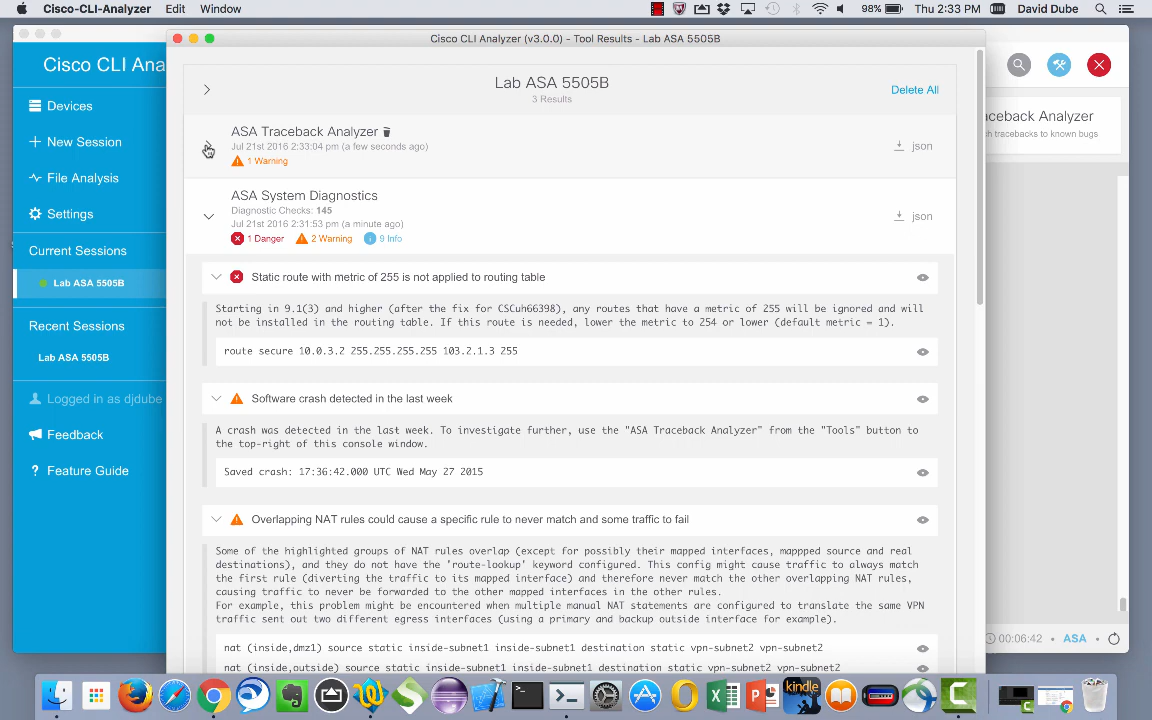 Cisco-CLI-Analyzer Edit Window
98% Thu 2:33 PM David Dube
Cisco CLI Analyzer (v3.0.0) - Tool Results - Lab ASA 5505B
Cisco CLI Ana
Devices
New Session
File Analysis
Settings
Current Sessions
Lab ASA 5505B
Recent Sessions
Lab ASA 5505B
Logged in as djdube
Feedback
? Feature Guide
Lab ASA 5505B
3 Results
Delete All
ASA Traceback Analyzer
Jul 21st 2016 2:33:04 pm (a few seconds ago)
1 Warning
json
ASA System Diagnostics
Diagnostic Checks: 145
Jul 21st 2016 2:31:53 pm (a minute ago)
1 Danger 2 Warning 9 Info
json
Static route with metric of 255 is not applied to routing table
Starting in 9.1(3) and higher (after the fix for CSCuh66398), any routes that have a metric of 255 will be ignored and will
not be installed in the routing table. If this route is needed, lower the metric to 254 or lower (default metric = 1).
route secure 10.0.3.2 255.255.255.255 103.2.1.3 255
Software crash detected in the last week
A crash was detected in the last week. To investigate further, use the "ASA Traceback Analyzer" from the "Tools" button to
the top-right of this console window.
Saved crash: 17:36:42.000 UTC Wed May 27 2015
Overlapping NAT rules could cause a specific rule to never match and some traffic to fail
Some of the highlighted groups of NAT rules overlap (except for possibly their mapped interfaces, mappped source and real
destinations), and they do not have the 'route-lookup' keyword configured. This config might cause traffic to always match
the first rule (diverting the traffic to its mapped interface) and therefore never match the other overlapping NAT rules,
causing traffic to never be forwarded to the other mapped interfaces in the other rules.
For example, this problem might be encountered when multiple manual NAT statements are configured to translate the same VPN
traffic sent out two different egress interfaces (using a primary and backup outside interface for example).
nat (inside,dmz1) source static inside-subnet1 inside-subnet1 destination static vpn-subnet2 vpn-subnet2
nat (inside,outside) source static inside-subnet1 inside-subnet1 destination static vpn-subnet2 vpn-subnet2
aceback Analyzer
ch tracebacks to known bugs
00:06:42 • ASA •
kindle